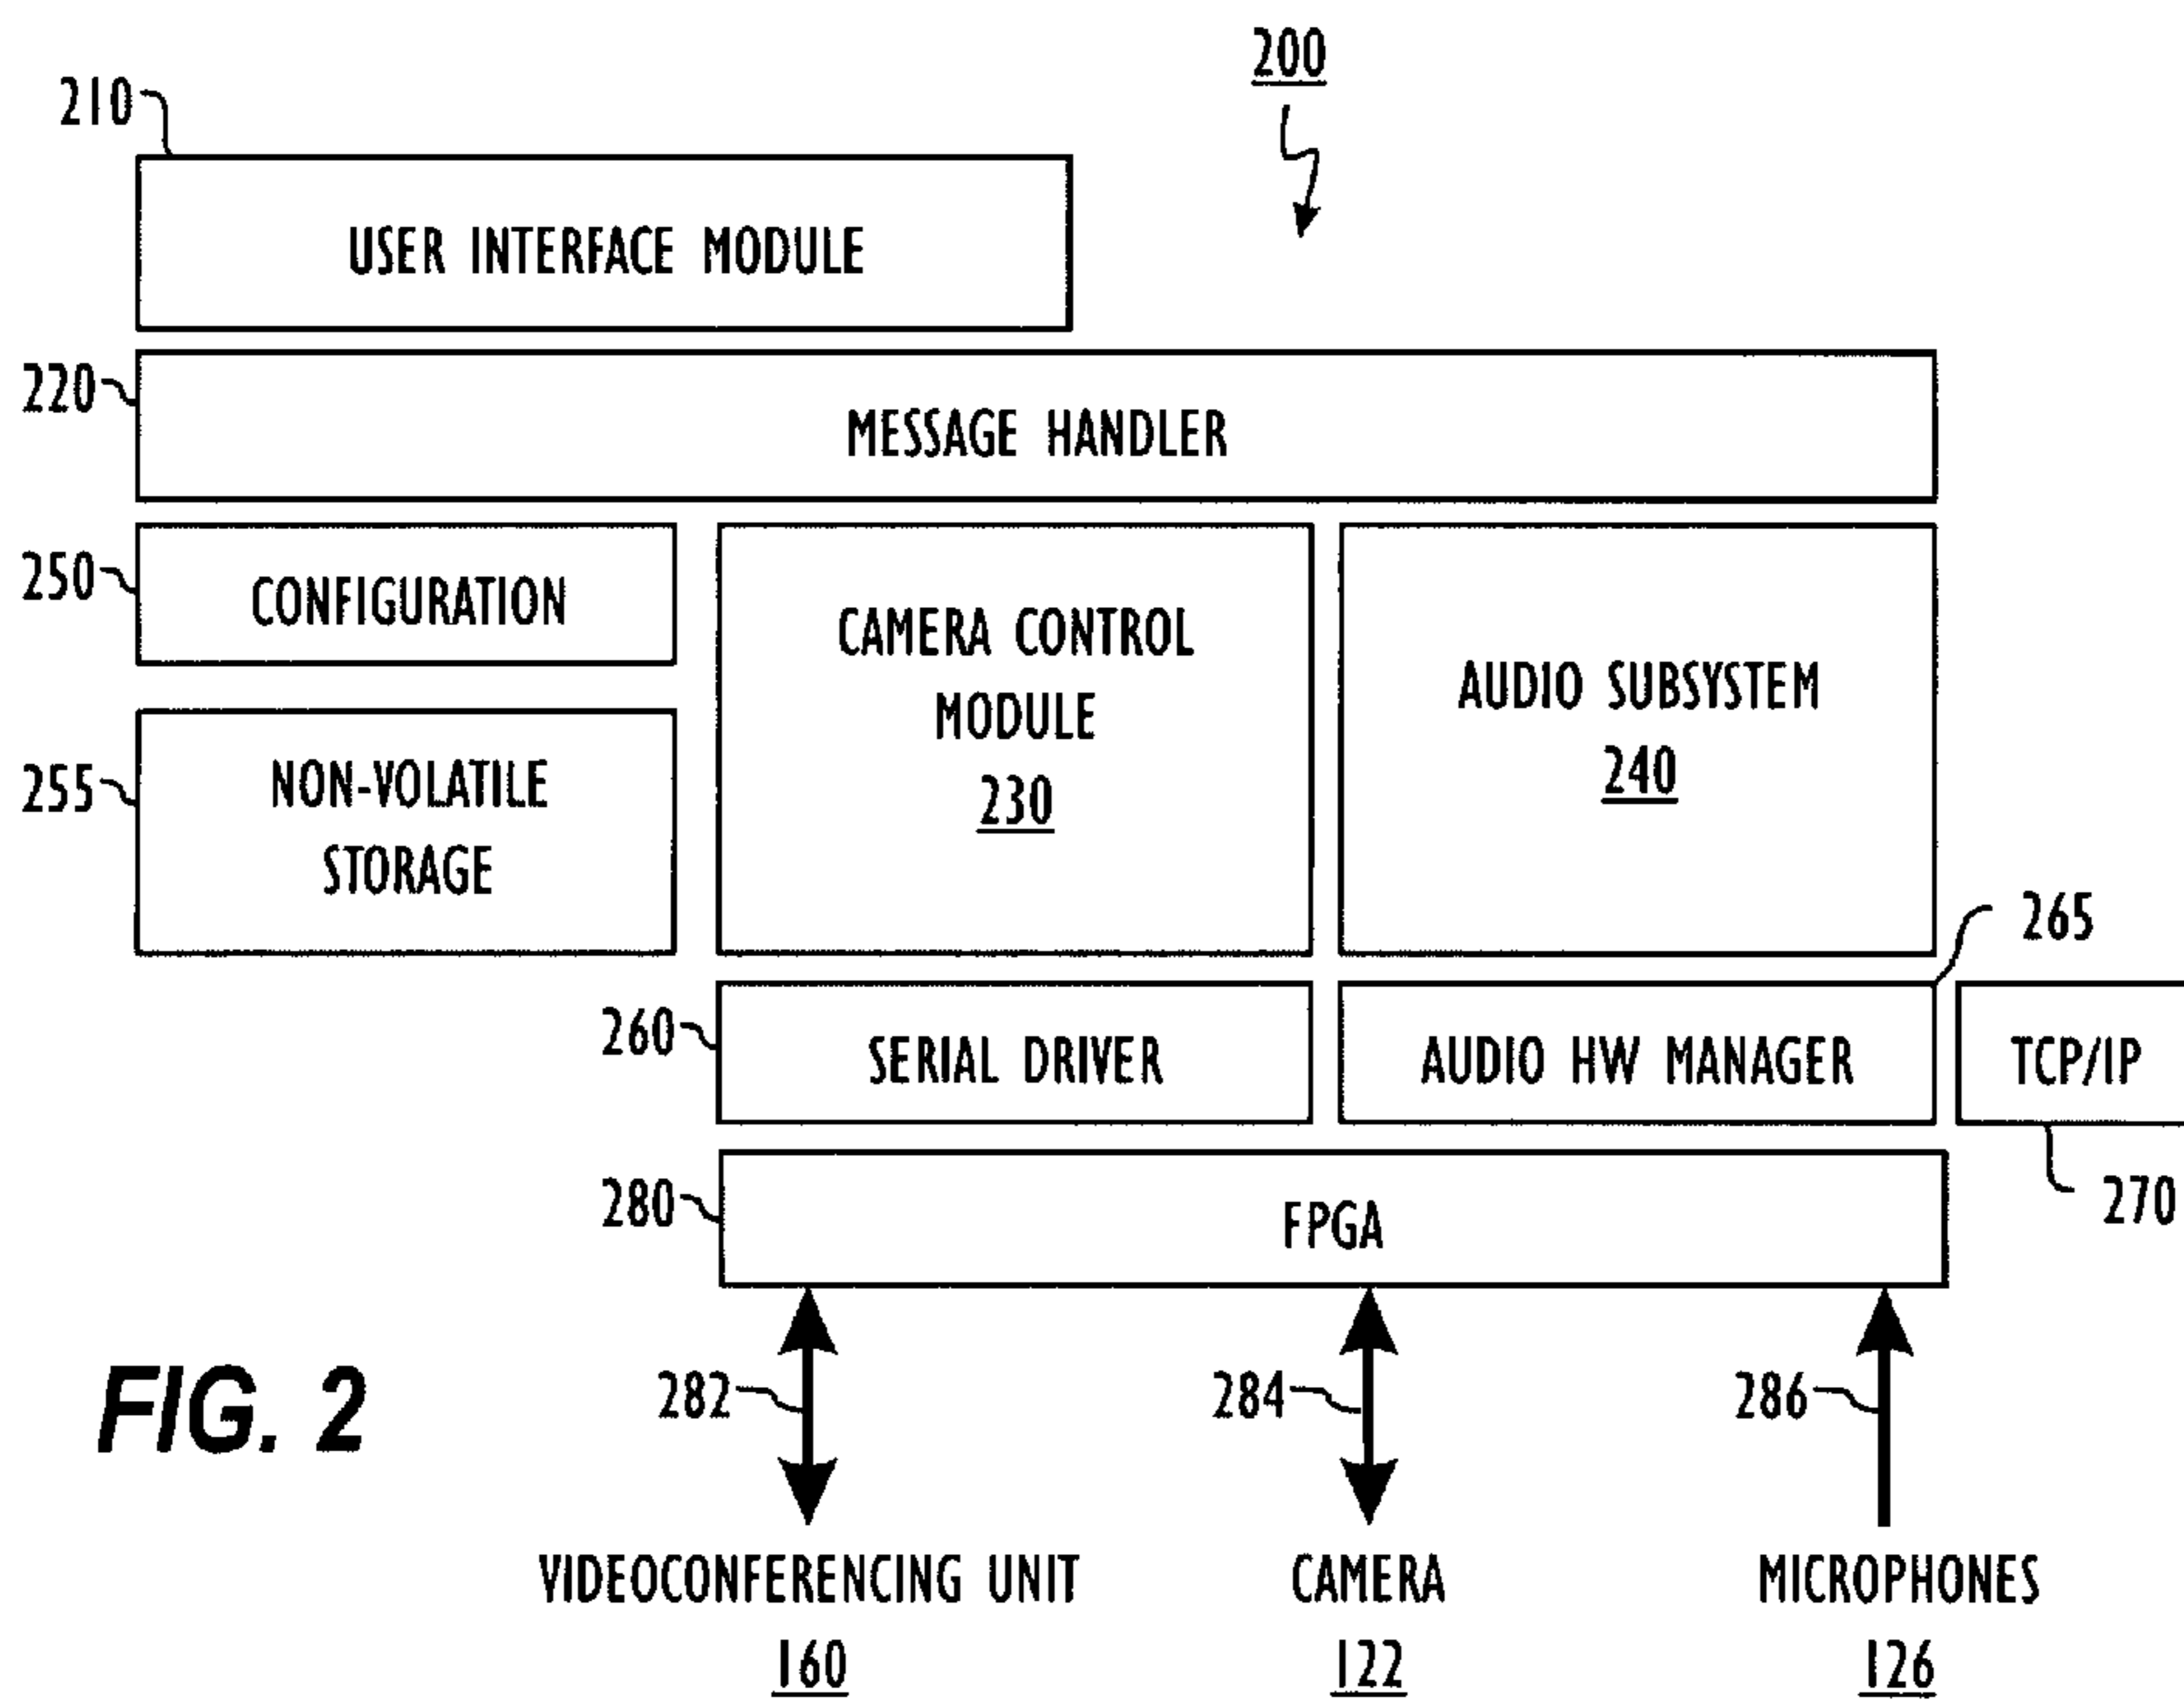 200
210
USER INTERFACE MODULE
220
MESSAGE HANDLER
250
CONFIGURATION
CAMERA CONTROL
MODULE
230
AUDIO SUBSYSTEM
240
255
NON-VOLATILE
STORAGE
265
260
SERIAL DRIVER
AUDIO HW MANAGER
TCP/IP
270
280
FPGA
FIG. 2
282
284
286
VIDEOCONFERENCING UNIT
160
CAMERA
122
MICROPHONES
126